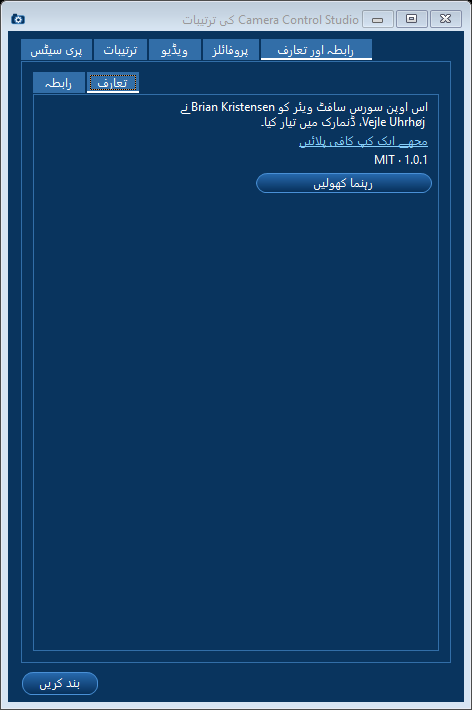 Camera Control Studio کی ترتیبات
رابطہ اور تعارف
پروفائلز
ویڈیو
ترتیبات
پری سیٹس
تعارف
رابطہ
اس اوپن سورس سافٹ ویئر کو Brian Kristensen نے
Vejle Uhrhøj، ڈنمارک میں تیار کیا۔
مجھے ایک کپ کافی پلائیں
MIT · 1.0.1
رہنما کھولیں
بند کریں